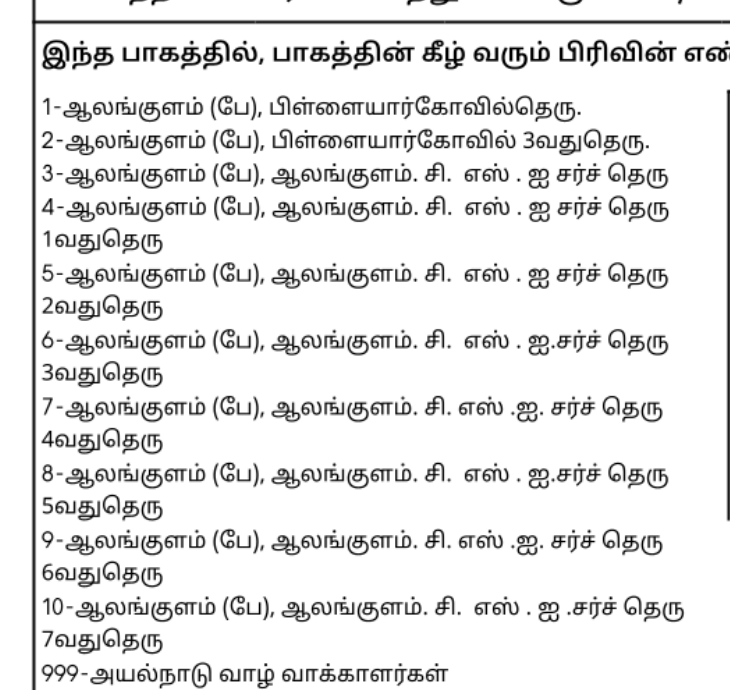 இந்த பாகத்தில், பாகத்தின் கீழ் வரும் பிரிவின்
1-ஆலங்குளம் (பே), பிள்ளையார்கோவில்தெரு.
2-ஆலங்குளம் (பே), பிள்ளையார்கோவில் 3வதுதெரு.
3-ஆலங்குளம் (பே), ஆலங்குளம். சி. எஸ் . ஐ சர்ச் தெரு
4-ஆலங்குளம் (பே), ஆலங்குளம். சி. எஸ் . ஐ சர்ச் தெரு
1வதுதெரு
5-ஆலங்குளம் (பே), ஆலங்குளம். சி. எஸ் . ஐ சர்ச் தெரு
2வதுதெரு
6-ஆலங்குளம் (பே), ஆலங்குளம். சி. எஸ் . ஐ.சர்ச் தெரு
3வதுதெரு
7-ஆலங்குளம் (பே), ஆலங்குளம். சி. எஸ் .ஐ. சர்ச் தெரு
4வதுதெரு
8-ஆலங்குளம் (பே), ஆலங்குளம். சி. எஸ் . ஐ.சர்ச் தெரு
5வதுதெரு
9-ஆலங்குளம் (பே), ஆலங்குளம். சி. எஸ் .ஐ. சர்ச் தெரு
6வதுதெரு
10-ஆலங்குளம் (பே), ஆலங்குளம். சி. எஸ் . ஐ .சர்ச் தெரு
7வதுதெரு
999-அயல்நாடு வாழ் வாக்காளர்கள்